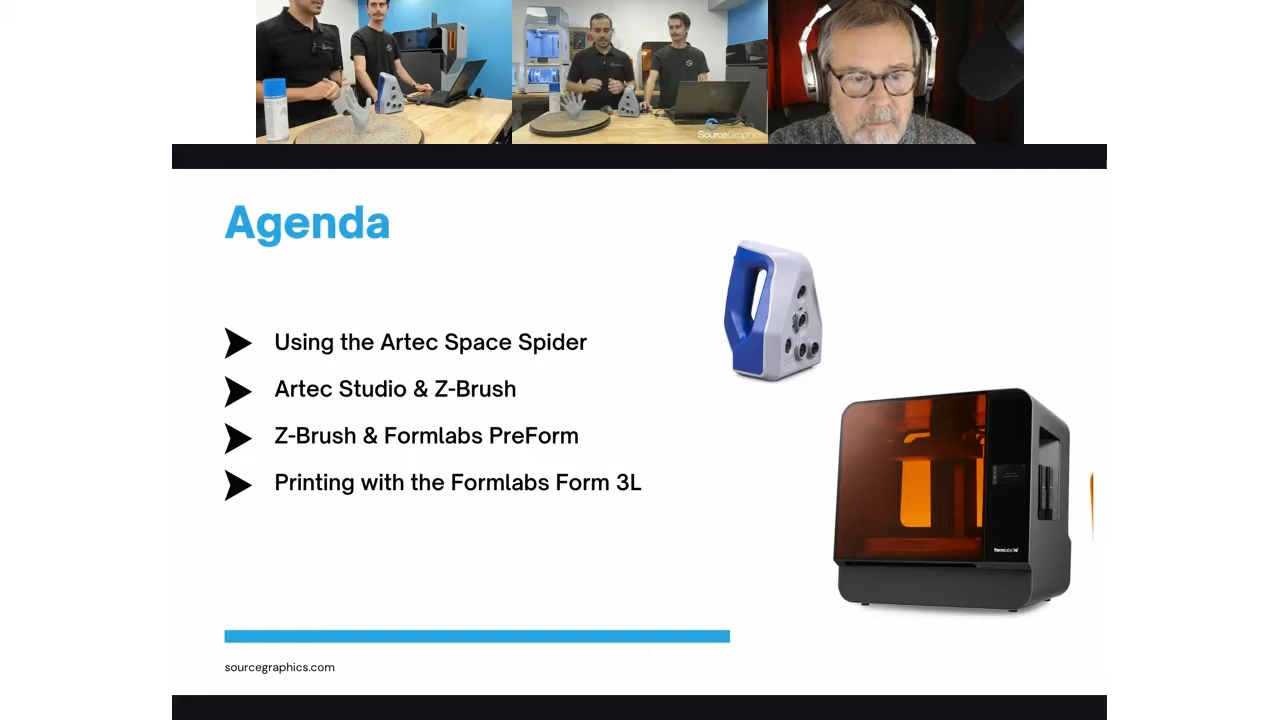 SourceGraphics
Agenda
Using the Artec Space Spider
Artec Studio & Z-Brush
Z-Brush & Formlabs PreForm
Printing with the Formlabs Form 3L
formlabs
sourcegraphics.com